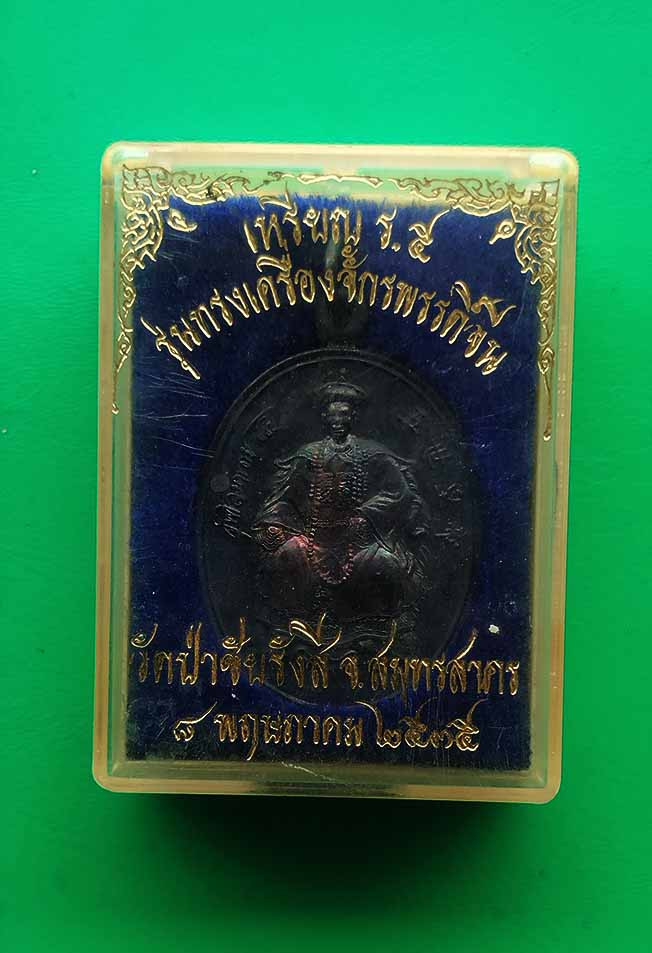 เหรียญ ร.๕
รุ่นทรงเครื่องจักรพรรดิ์จีน
วัดป่าชัยรังสี จ.สมุทรสาคร
๘ พฤษภาคม ๒๕๓๕